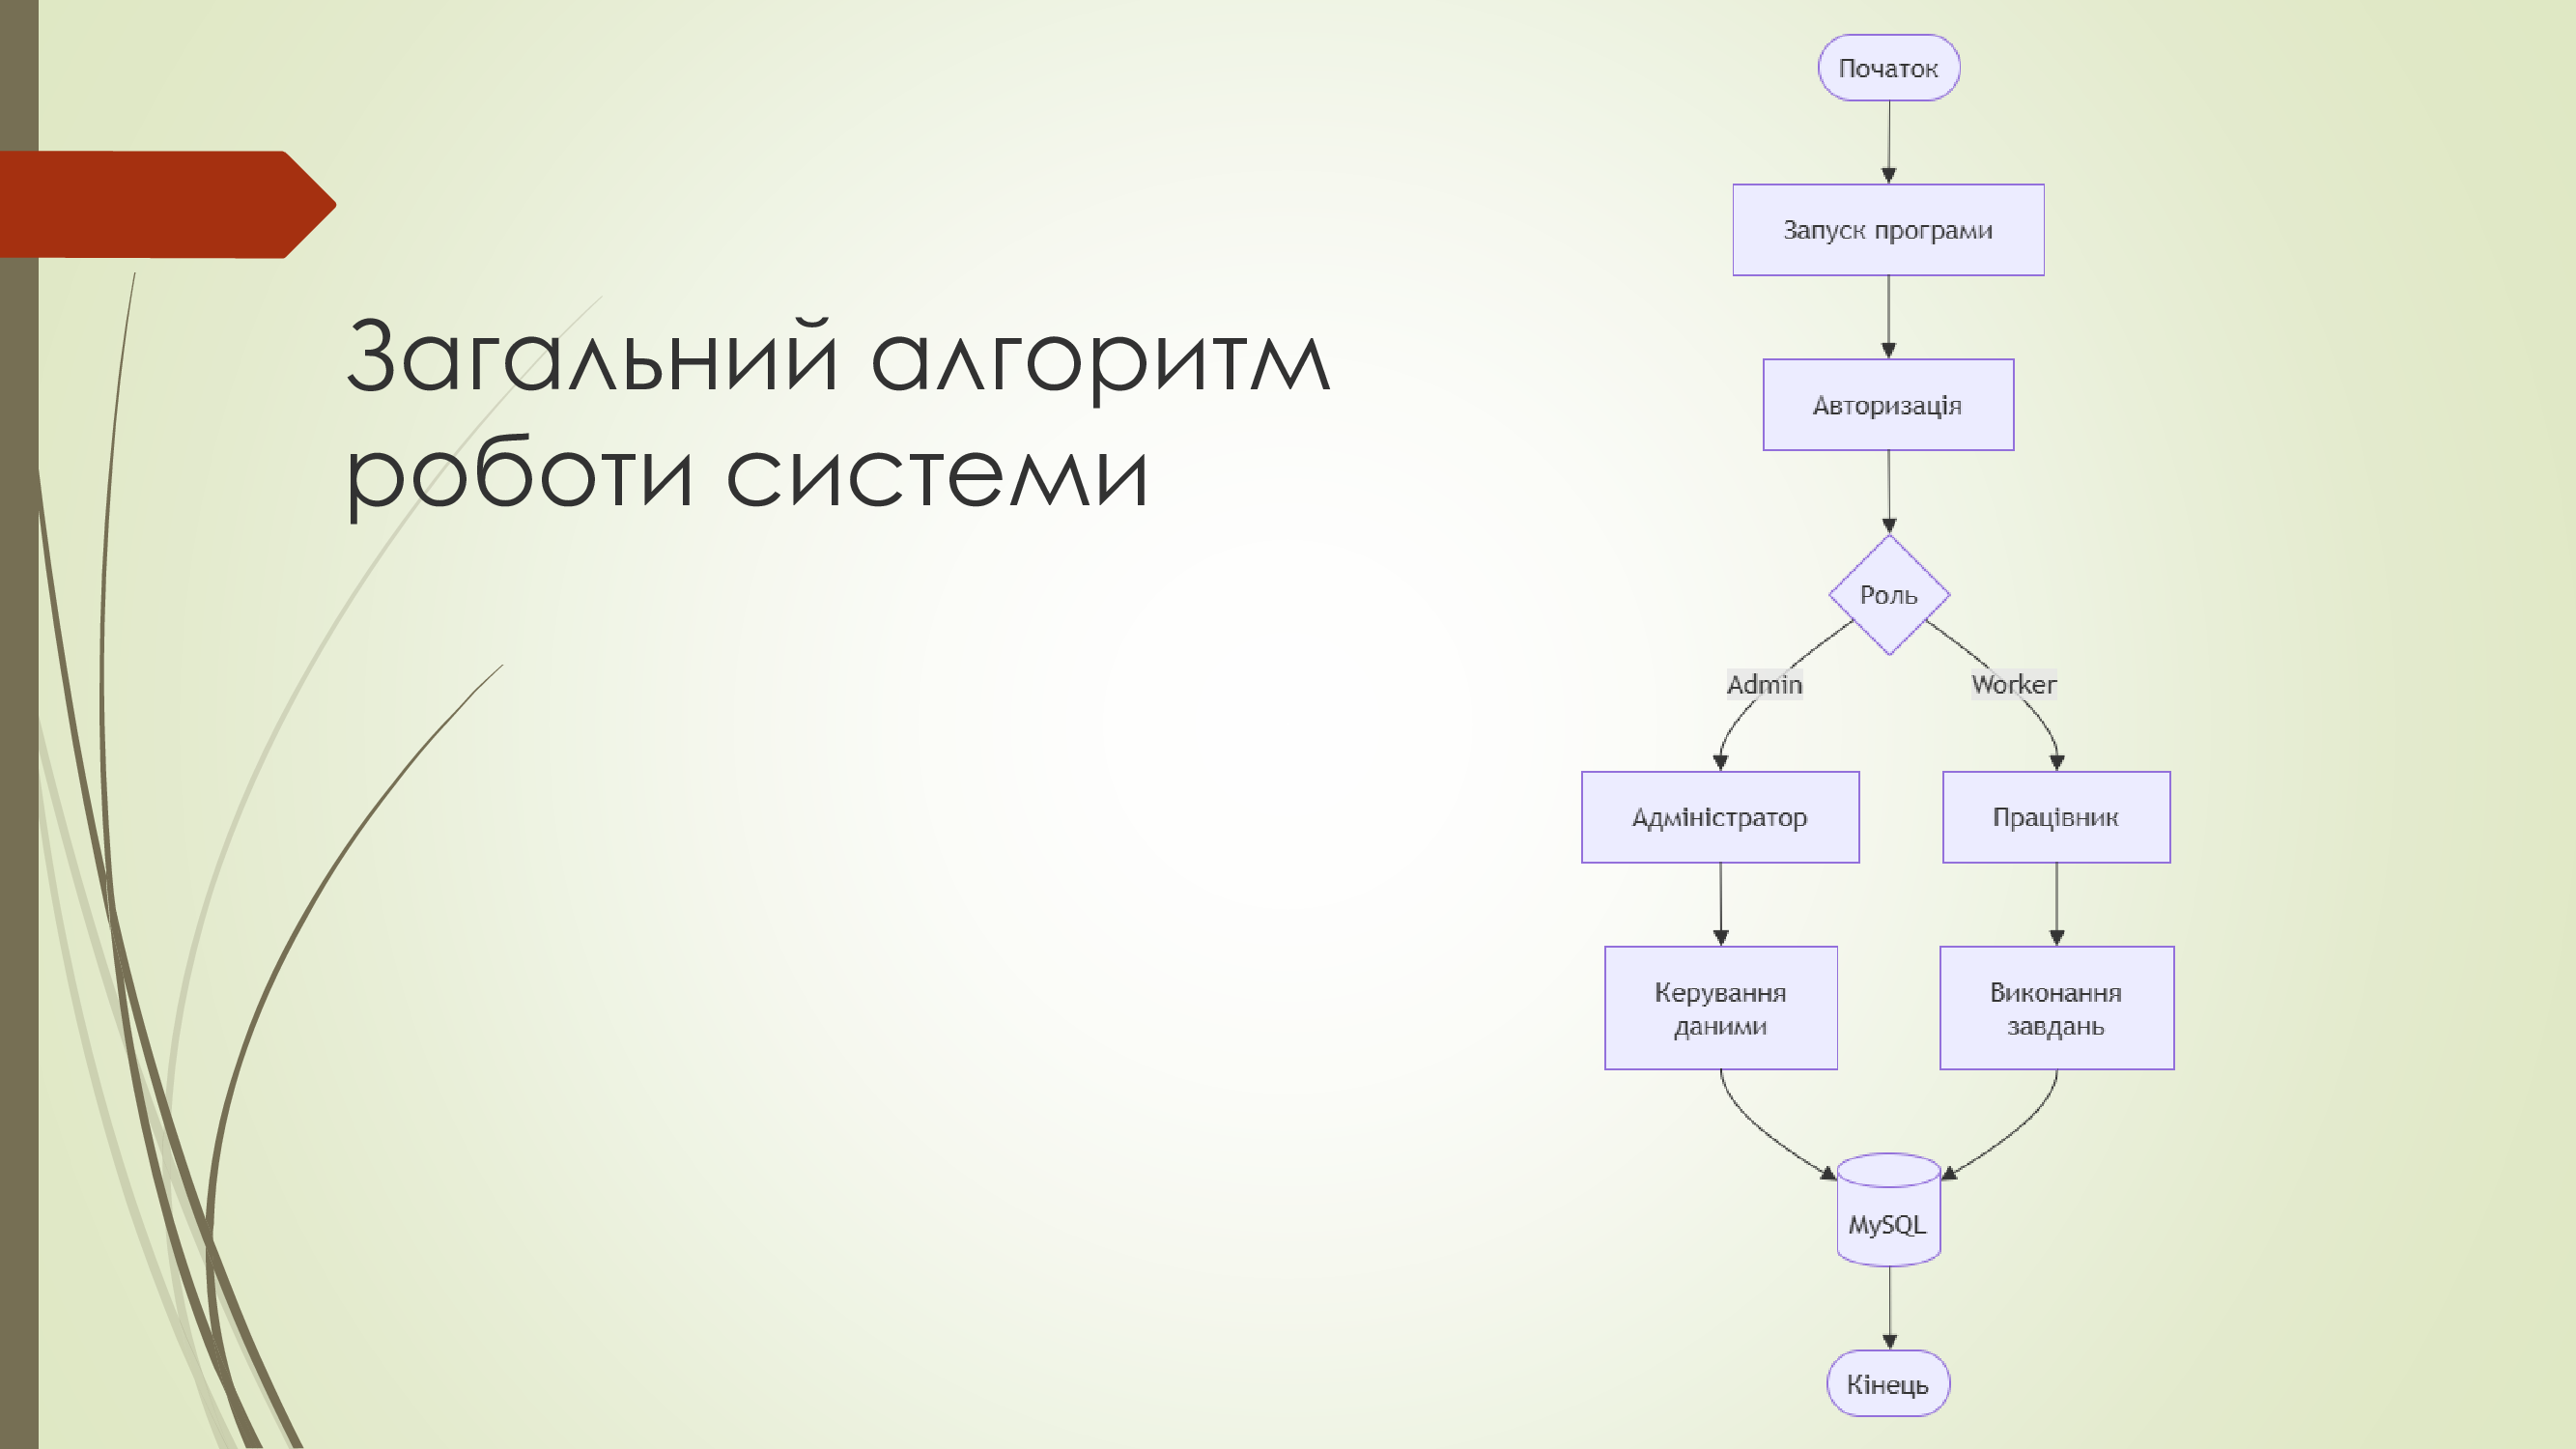 Загальний алгоритм
роботи системи
Початок
Запуск програми
Авторизація
Роль
Admin
Worker
Адміністратор
Працівник
Керування
даними
Виконання
завдань
MySQL
Кінець